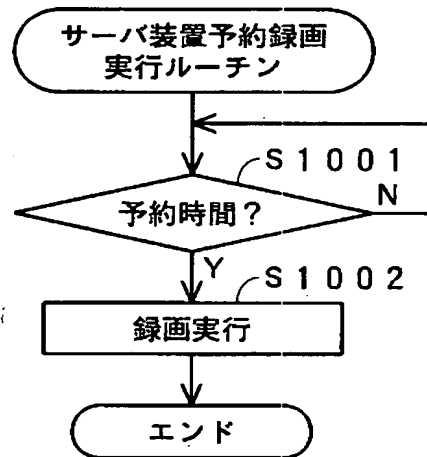 サーバ装置予約録画
実行ルーチン
S1001
予約時間?
N
Y
S1002
録画実行
エンド